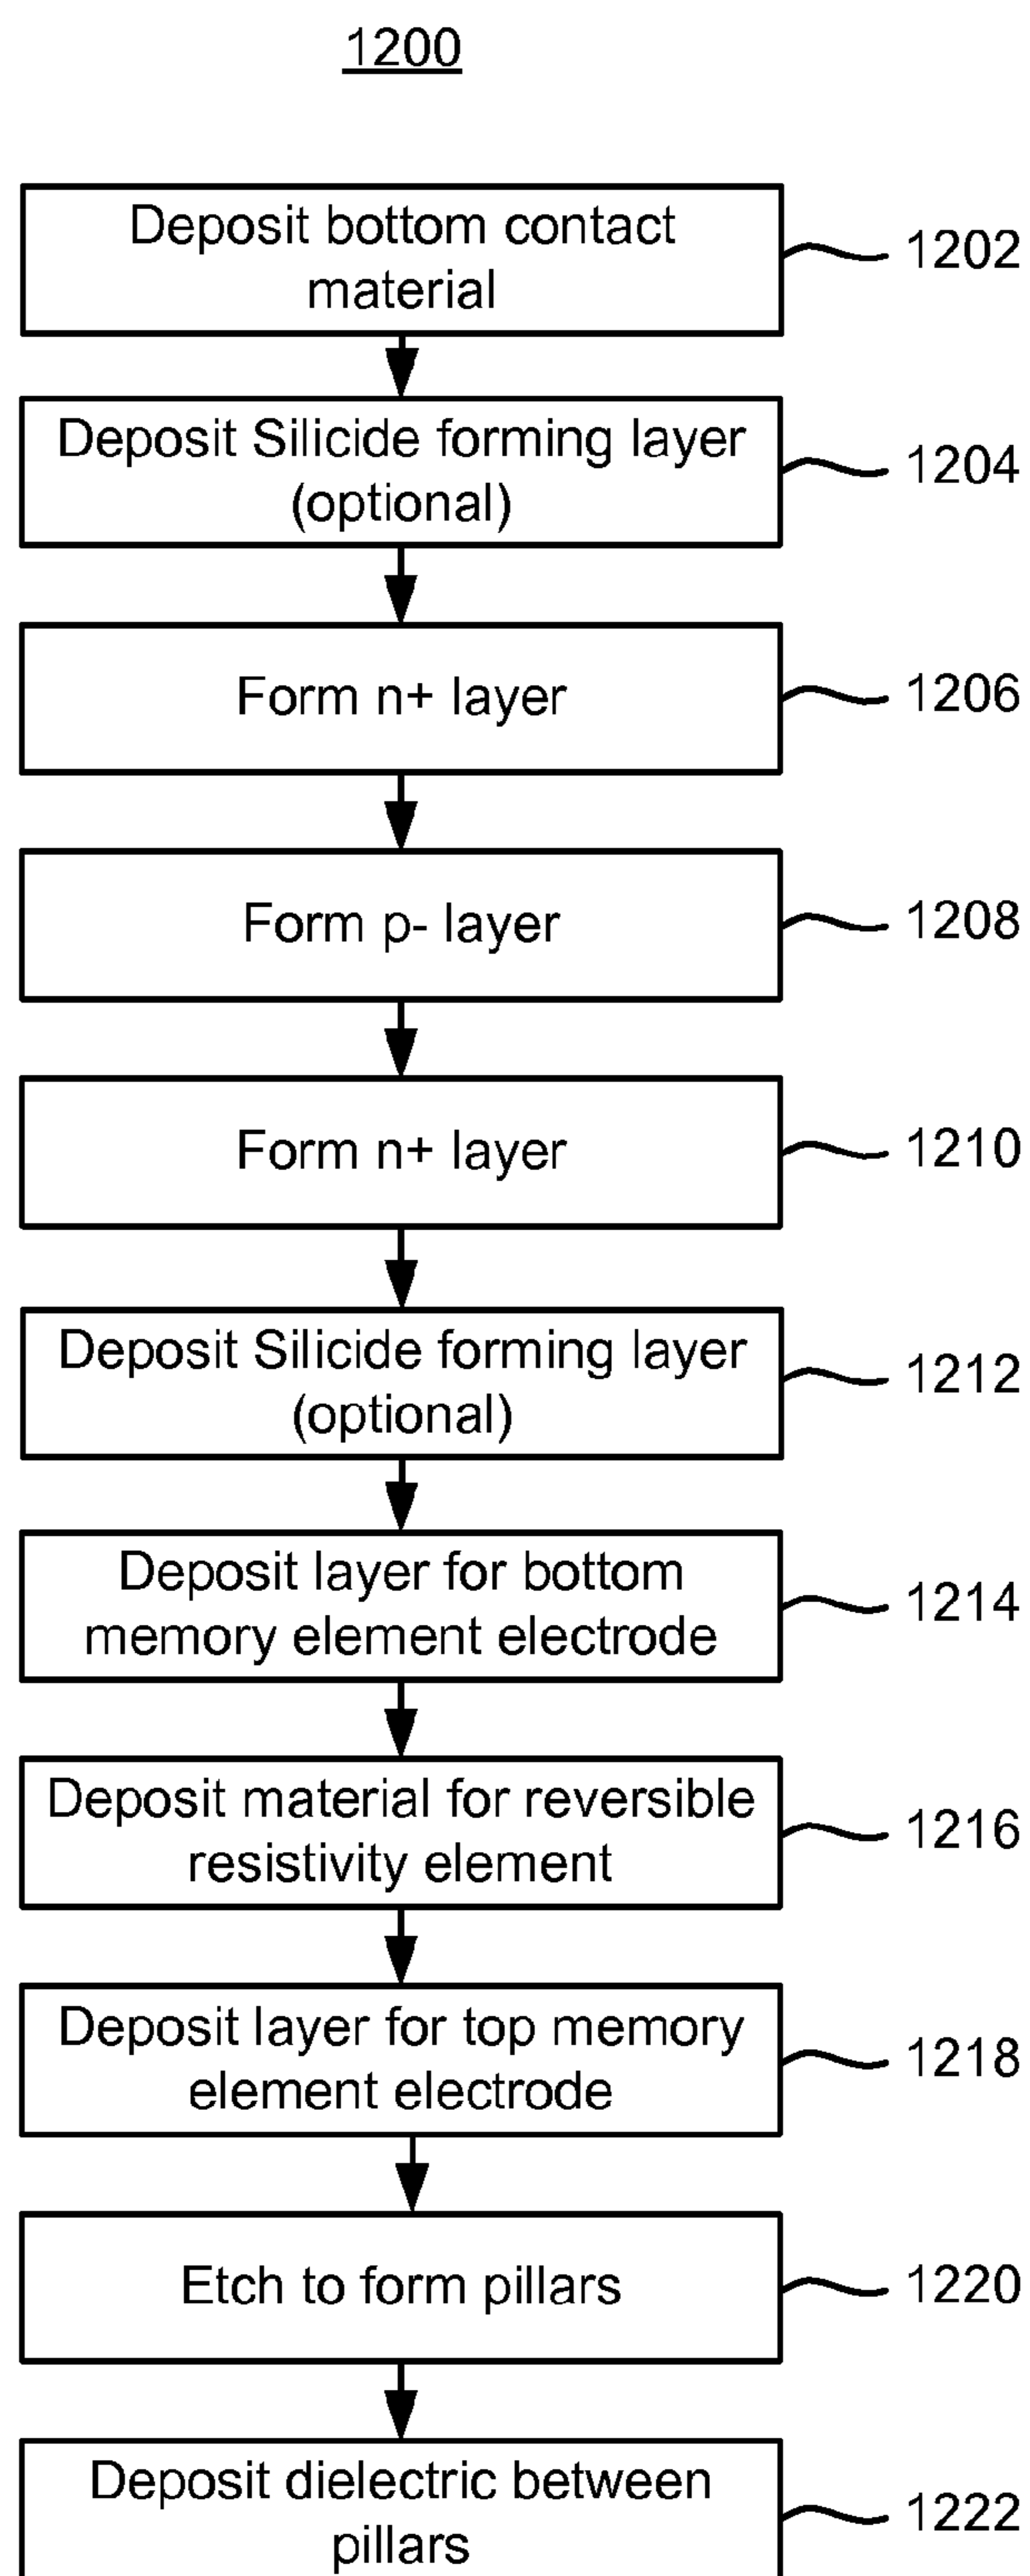 1200
Deposit bottom contact
material
1202
Deposit Silicide forming layer
(optional)
1204
Form n+ layer
1206
Form p- layer
1208
Form n+ layer
1210
Deposit Silicide forming layer
(optional)
1212
Deposit layer for bottom
memory element electrode
1214
Deposit material for reversible
resistivity element
1216
Deposit layer for top memory
element electrode
1218
Etch to form pillars
1220
Deposit dielectric between
pillars
1222